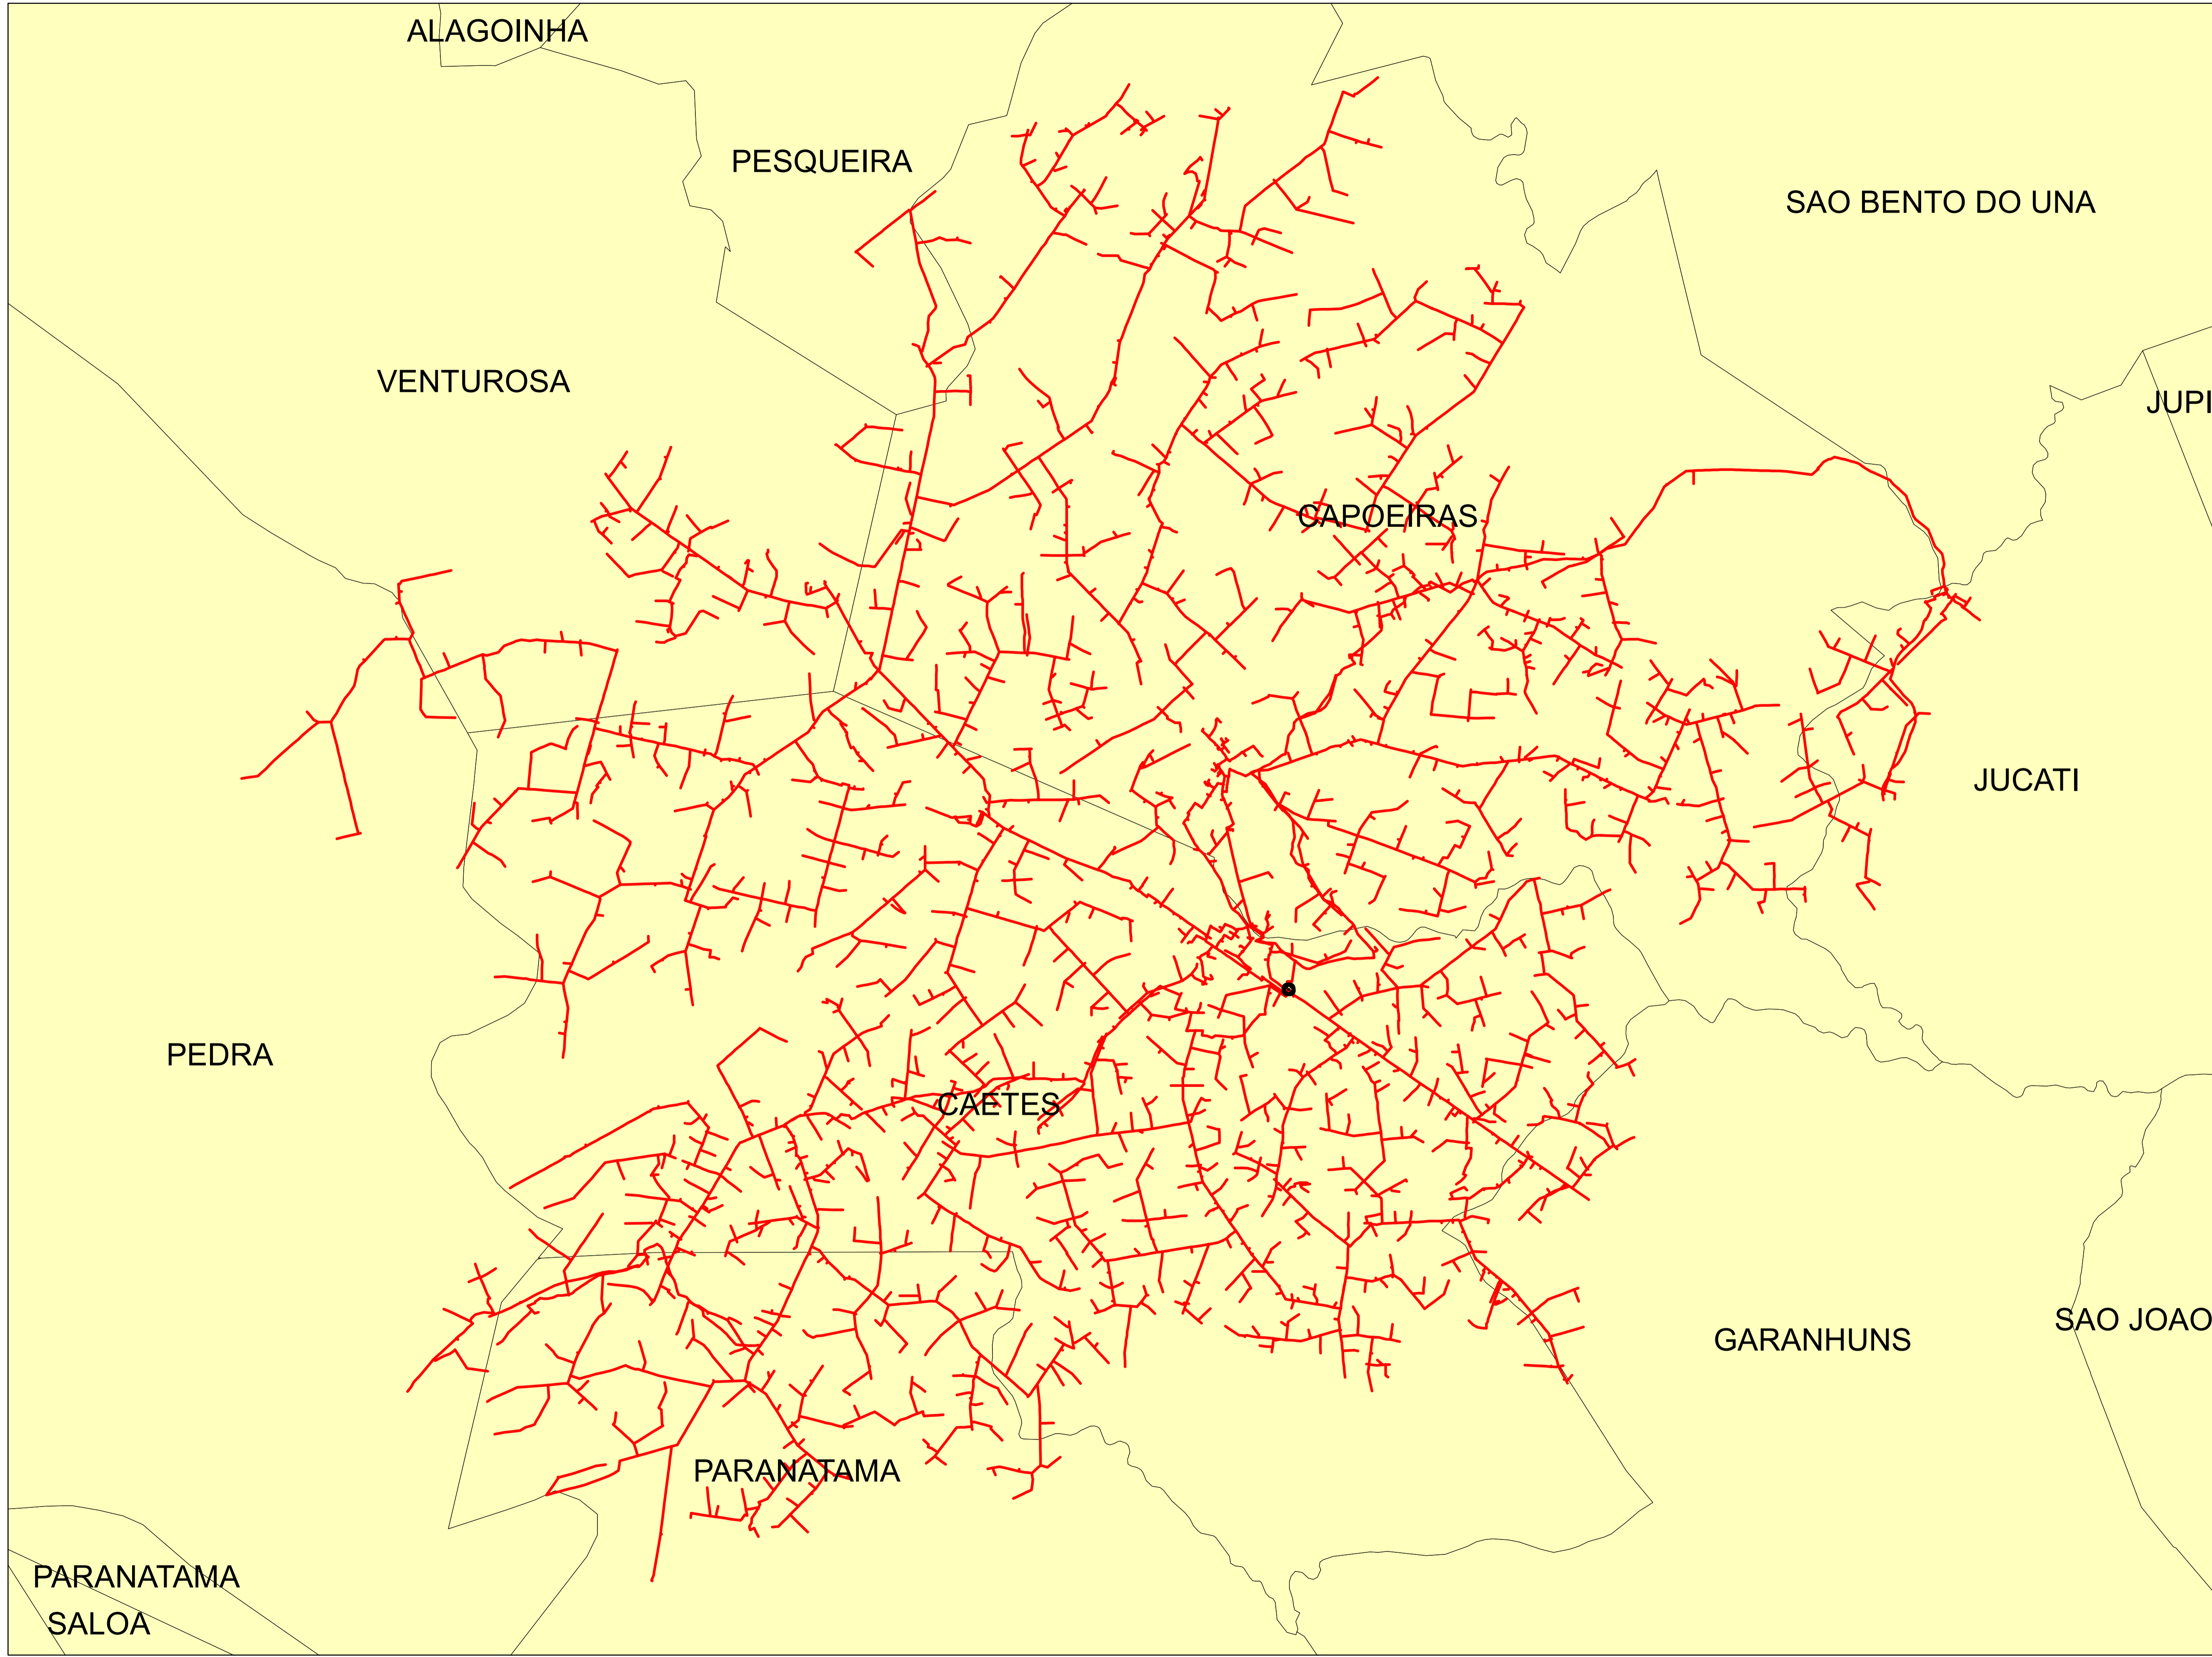 ALAGOINHA
PESQUEIRA
SAO BENTO DO UNA
VENTUROSA
JUPI
CAPOEIRAS
JUCATI
PEDRA
CAETES
SAO JOAO
GARANHUNS
PARANATAMA
PARANATAMA
SALOA